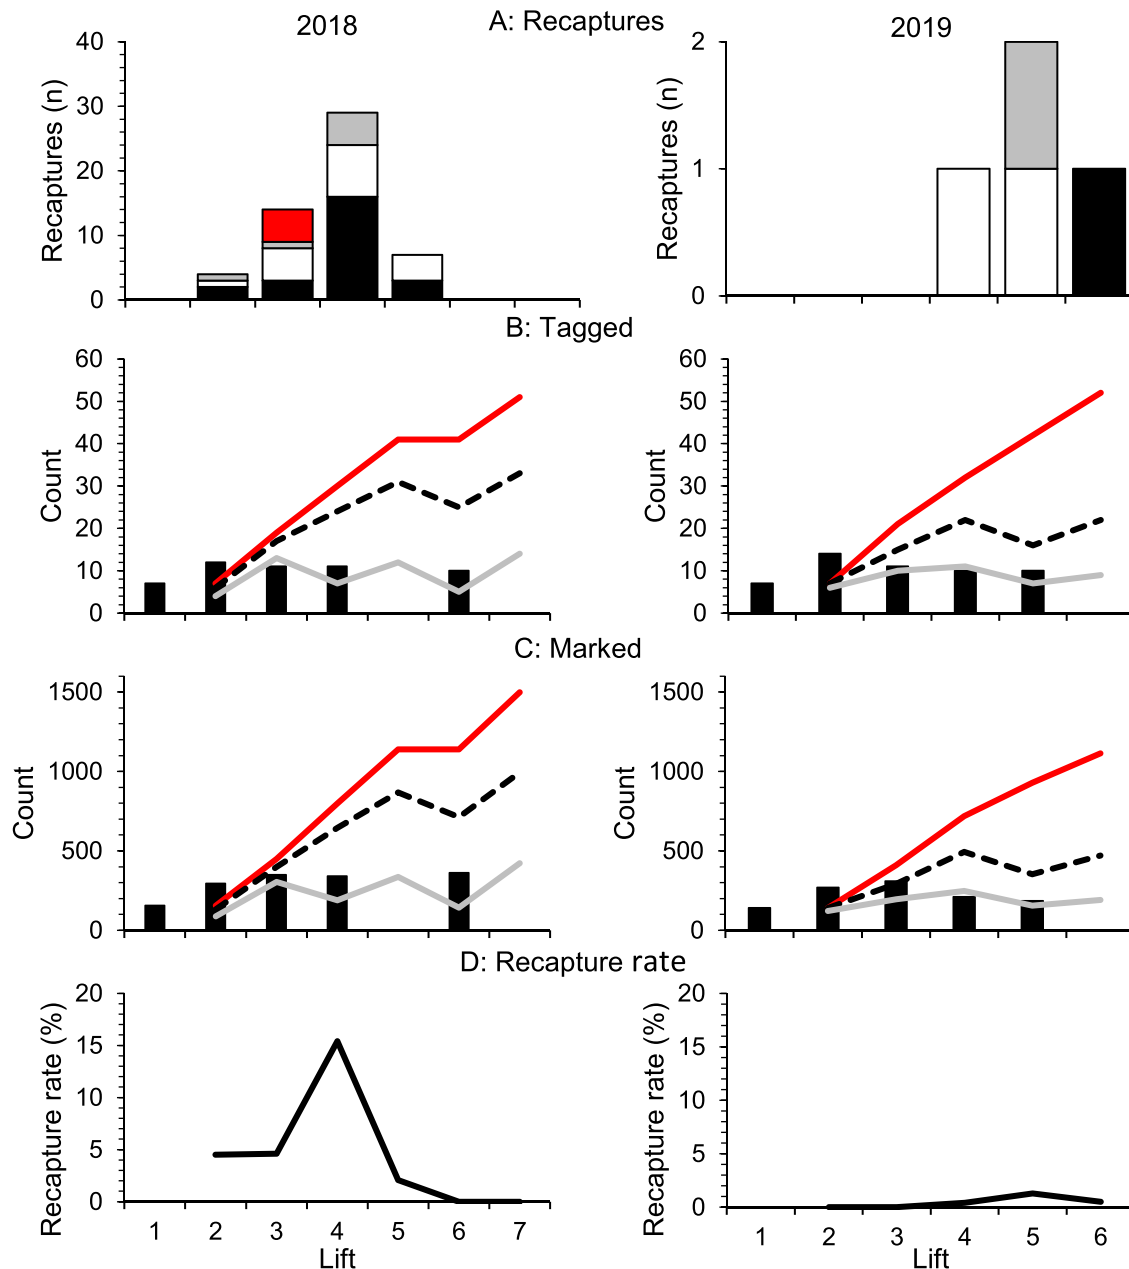 2018
A: Recaptures
2019
Recaptures (n)
40
30
20
10
0
Recaptures (n)
2
1
0
B: Tagged
Count
60
50
40
30
20
10
0
Count
60
50
40
30
20
10
0
C: Marked
Count
1500
1000
500
0
Count
1500
1000
500
0
D: Recapture rate
Recapture rate (%)
20
15
10
5
0
1 2 3 4 5 6 7
Lift
Recapture rate (%)
20
15
10
5
0
1 2 3 4 5 6
Lift